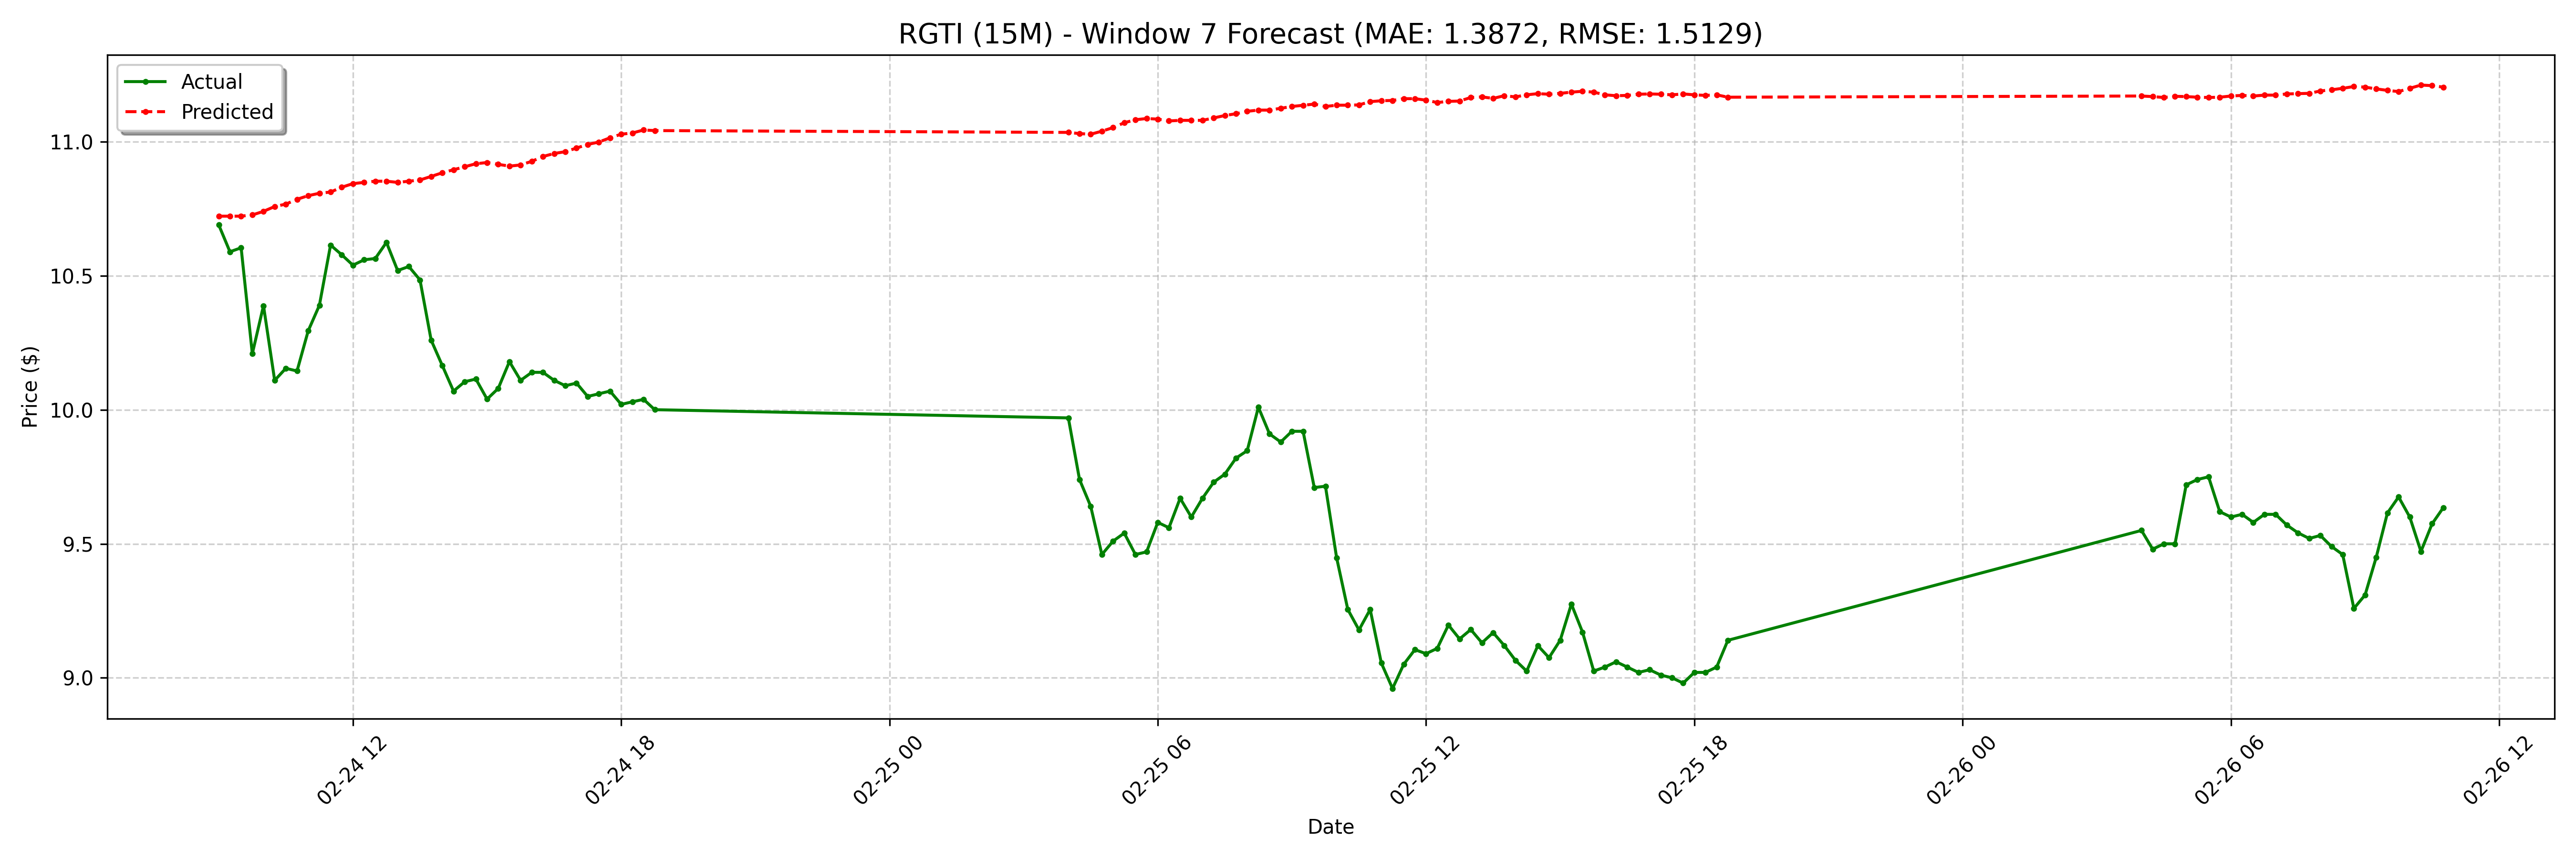 RGTI (15M) - Window 7 Forecast (MAE: 1.3872, RMSE: 1.5129)
Actual
Predicted
Price ($)
11.0
10.5
10.0
9.5
9.0
02-24 12
02-24 18
02-25 00
02-25 06
02-25 12
02-25 18
02-26 00
02-26 06
02-26 12
Date